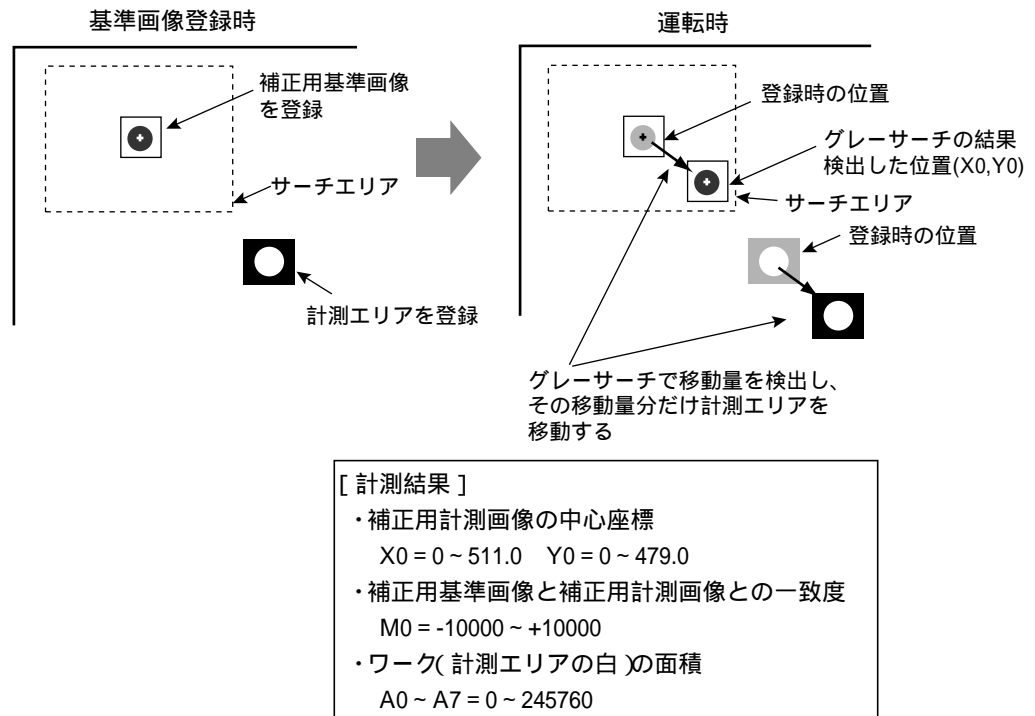 基準画像登録時
補正用基準画像
を登録
サーチエリア
計測エリアを登録
運転時
登録時の位置
グレーサーチの結果
検出した位置(X0,Y0)
サーチエリア
登録時の位置
グレーサーチで移動量を検出し、
その移動量分だけ計測エリアを
移動する
[ 計測結果 ]
・補正用計測画像の中心座標
X0 = 0 ~ 511.0 Y0 = 0 ~ 479.0
・補正用基準画像と補正用計測画像との一致度
M0 = -10000 ~ +10000
・ワーク( 計測エリアの白 )の面積
A0 ~ A7 = 0 ~ 245760